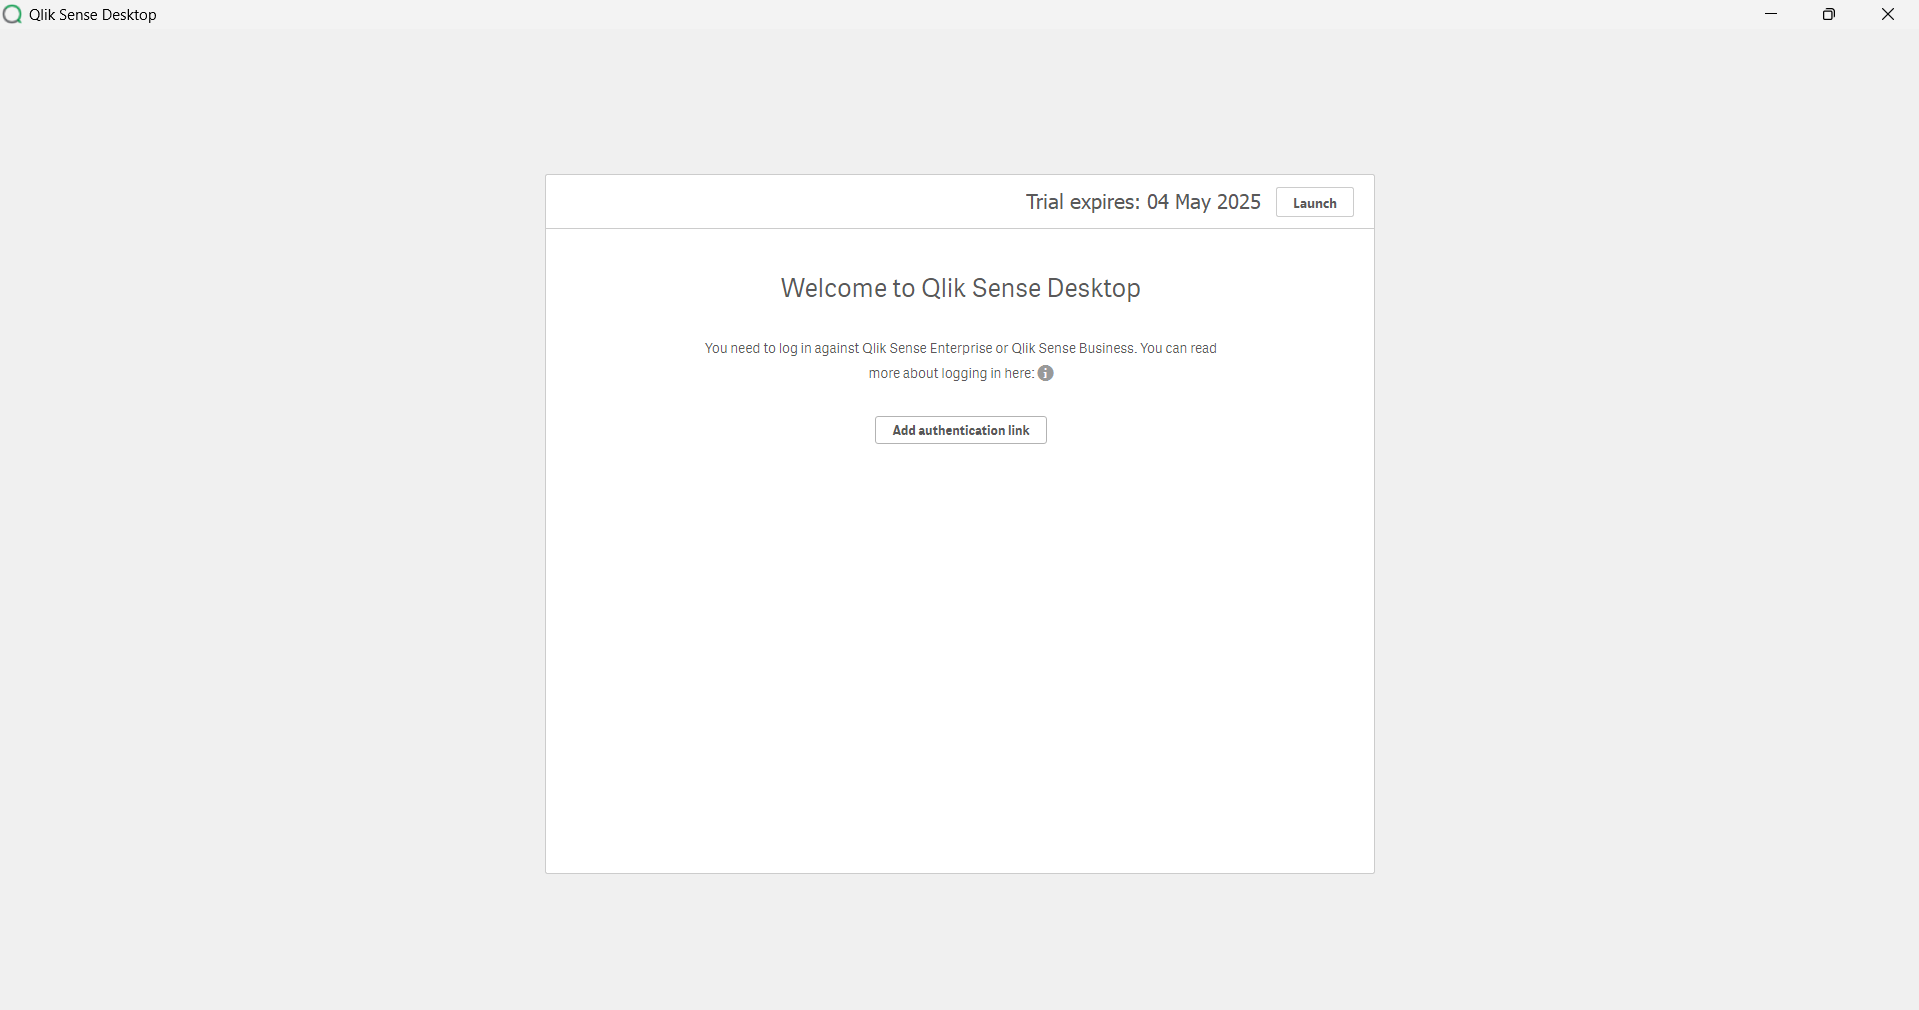 Qlik Sense Desktop
Trial expires: 04 May 2025
Launch
Welcome to Qlik Sense Desktop
You need to log in against Qlik Sense Enterprise or Qlik Sense Business. You can read
more about logging in here:
Add authentication link